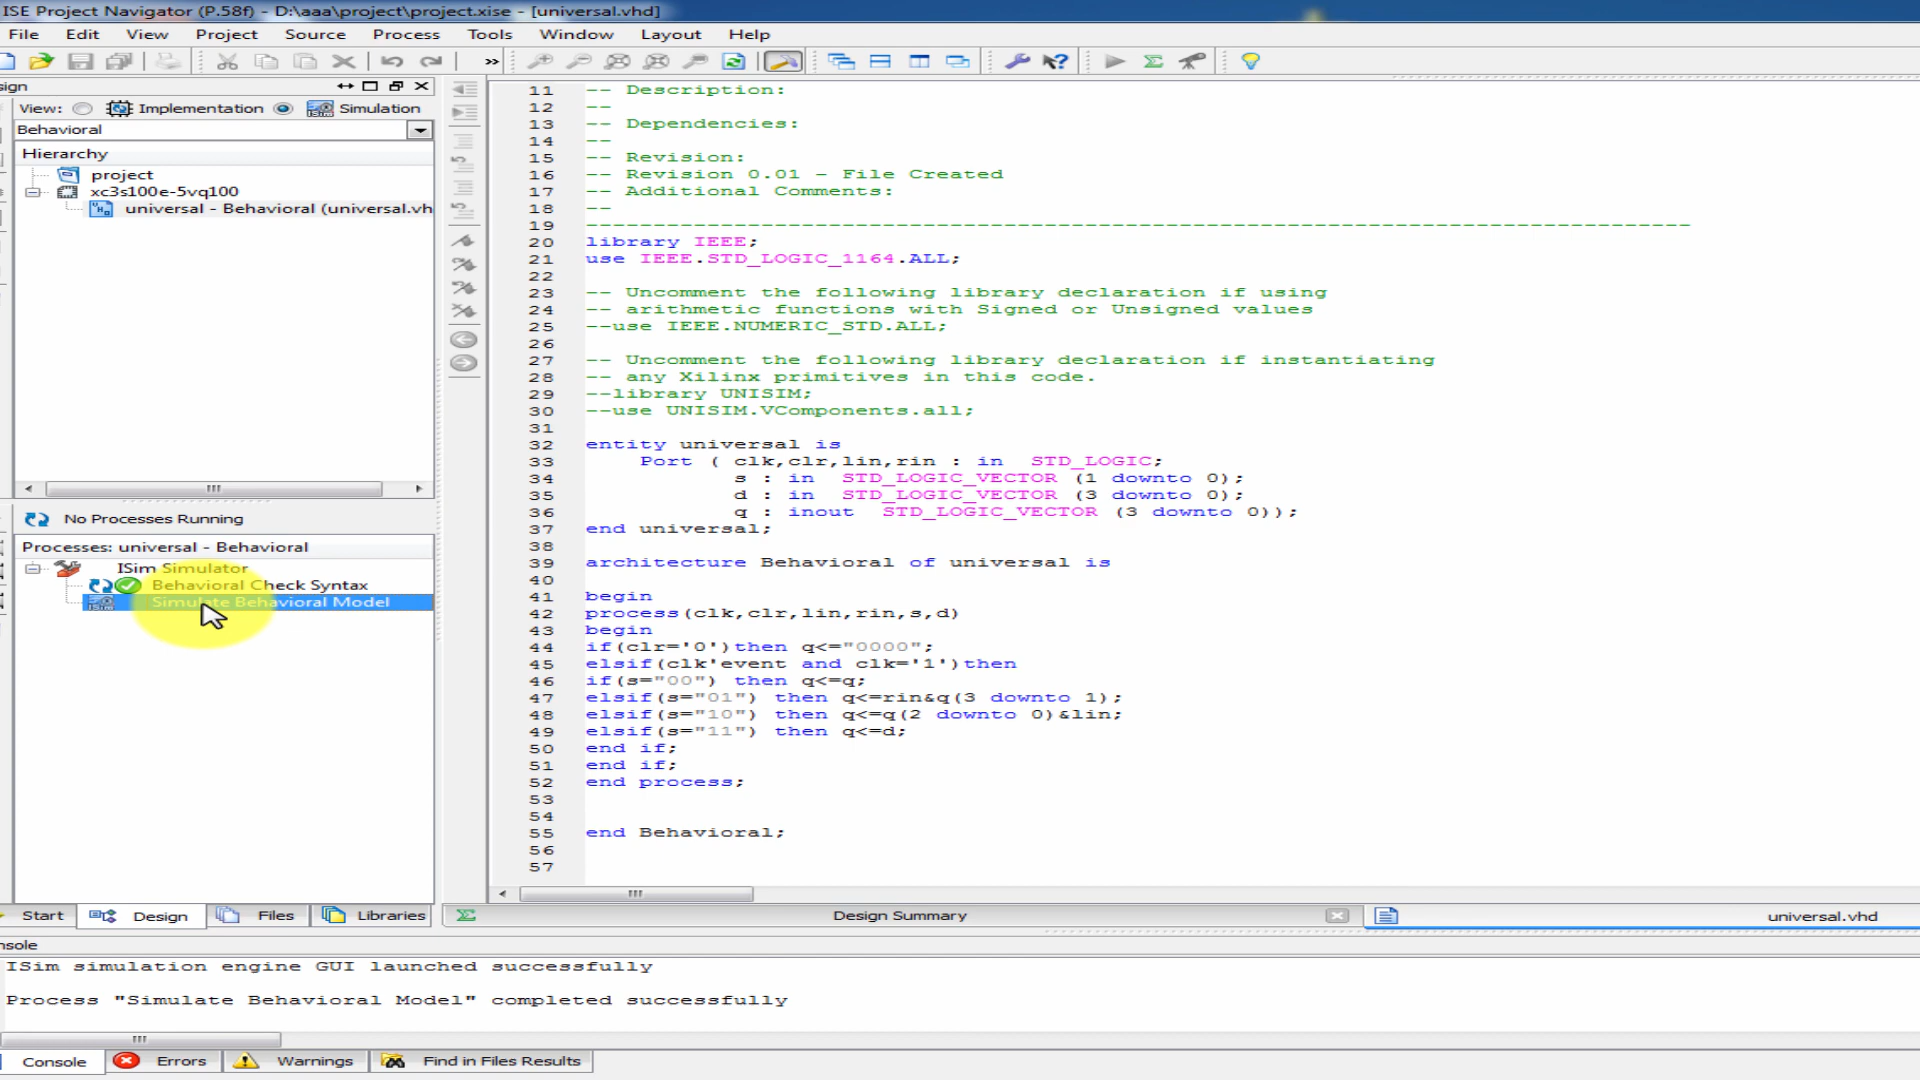 ISE Project Navigator (P.58f) - D:\aaa\project\project.xise - [universal.vhd]
File Edit View Project Source Process Tools Window Layout Help
sign
View: Implementation Simulation
Behavioral
Hierarchy
project
xc3s100e-5vq100
universal - Behavioral (universal.vh
No Processes Running
Processes: universal - Behavioral
ISim Simulator
Behavioral Check Syntax
Simulate Behavioral Model
Start Design Files Libraries
11 -- Description:
12 --
13 -- Dependencies:
14 --
15 -- Revision:
16 -- Revision 0.01 - File Created
17 -- Additional Comments:
18 --
19 ----------------------------------------------------------------------------------
20 library IEEE;
21 use IEEE.STD_LOGIC_1164.ALL;
22
23 -- Uncomment the following library declaration if using
24 -- arithmetic functions with Signed or Unsigned values
25 --use IEEE.NUMERIC_STD.ALL;
26
27 -- Uncomment the following library declaration if instantiating
28 -- any Xilinx primitives in this code.
29 --library UNISIM;
30 --use UNISIM.VComponents.all;
31
32 entity universal is
33 Port ( clk,clr,lin,rin : in STD_LOGIC;
34 s : in STD_LOGIC_VECTOR (1 downto 0);
35 d : in STD_LOGIC_VECTOR (3 downto 0);
36 q : inout STD_LOGIC_VECTOR (3 downto 0));
37 end universal;
38
39 architecture Behavioral of universal is
40
41 begin
42 process(clk,clr,lin,rin,s,d)
43 begin
44 if(clr='0')then q<="0000";
45 elsif(clk'event and clk='1')then
46 if(s="00") then q<=q;
47 elsif(s="01") then q<=rin&q(3 downto 1);
48 elsif(s="10") then q<=q(2 downto 0)&lin;
49 elsif(s="11") then q<=d;
50 end if;
51 end if;
52 end process;
53
54
55 end Behavioral;
56
57
Design Summary universal.vhd
nsole
ISim simulation engine GUI launched successfully
Process "Simulate Behavioral Model" completed successfully
Console Errors Warnings Find in Files Results